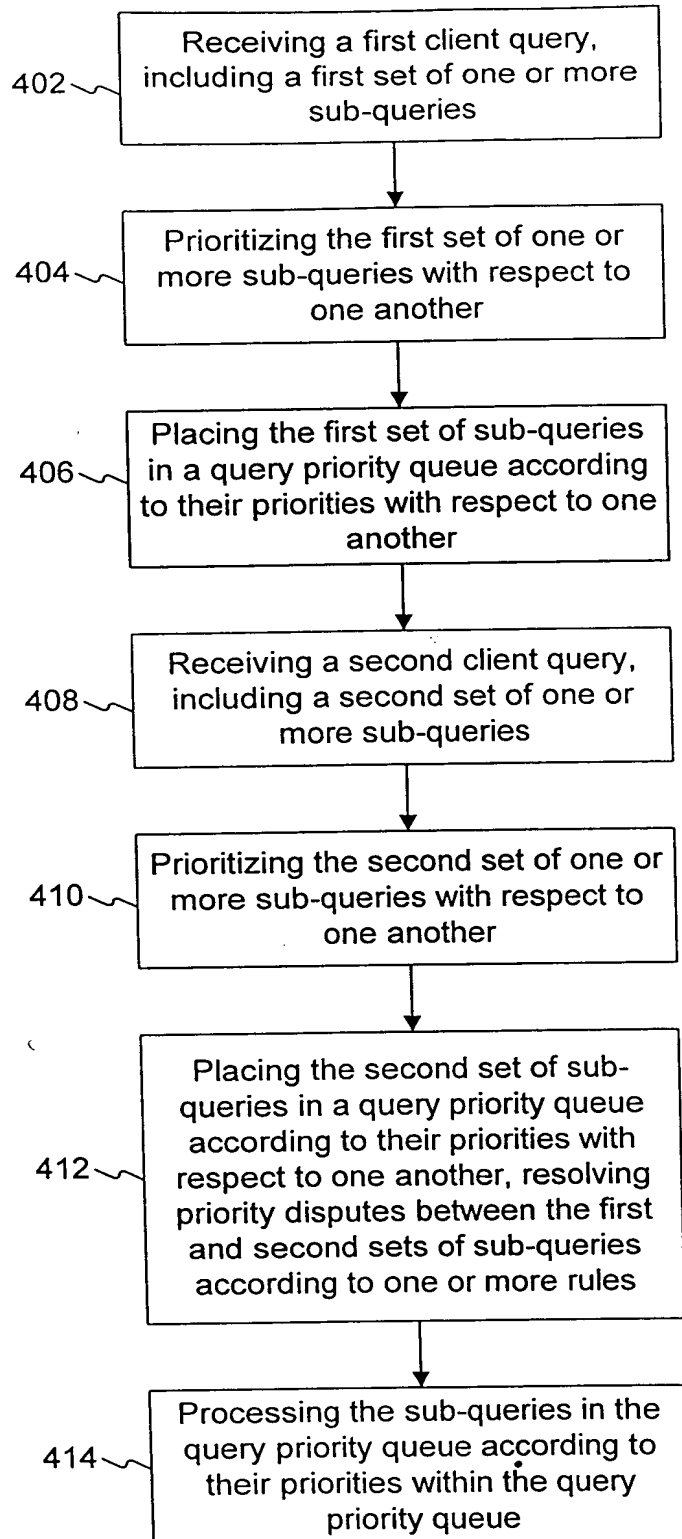 402
Receiving a first client query,
including a first set of one or more
sub-queries
404
Prioritizing the first set of one or
more sub-queries with respect to
one another
406
Placing the first set of sub-queries
in a query priority queue according
to their priorities with respect to one
another
408
Receiving a second client query,
including a second set of one or
more sub-queries
410
Prioritizing the second set of one or
more sub-queries with respect to
one another
412
Placing the second set of sub-
queries in a query priority queue
according to their priorities with
respect to one another, resolving
priority disputes between the first
and second sets of sub-queries
according to one or more rules
414
Processing the sub-queries in the
query priority queue according to
their priorities within the query
priority queue